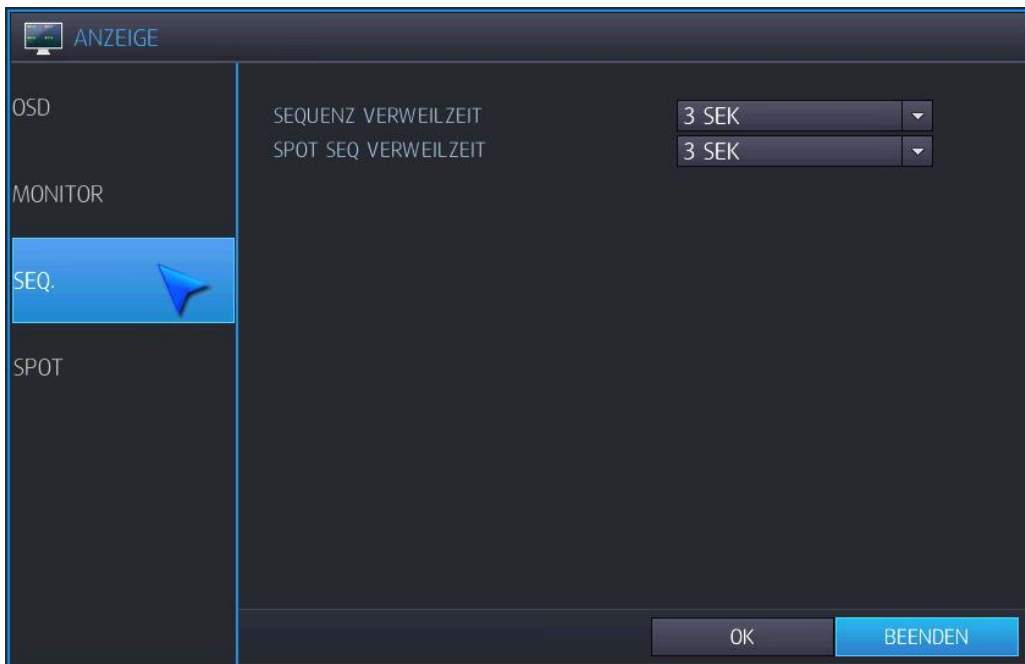 ANZEIGE
OSD
MONITOR
SEQ.
SPOT
SEQUENZ VERWEILZEIT 3 SEK
SPOT SEQ VERWEILZEIT 3 SEK
OK BEENDEN